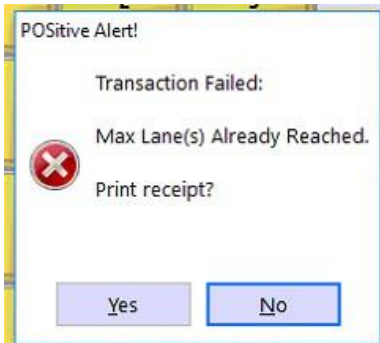 POSitive Alert!
Transaction Failed:
Max Lane(s) Already Reached.
Print receipt?
Yes
No